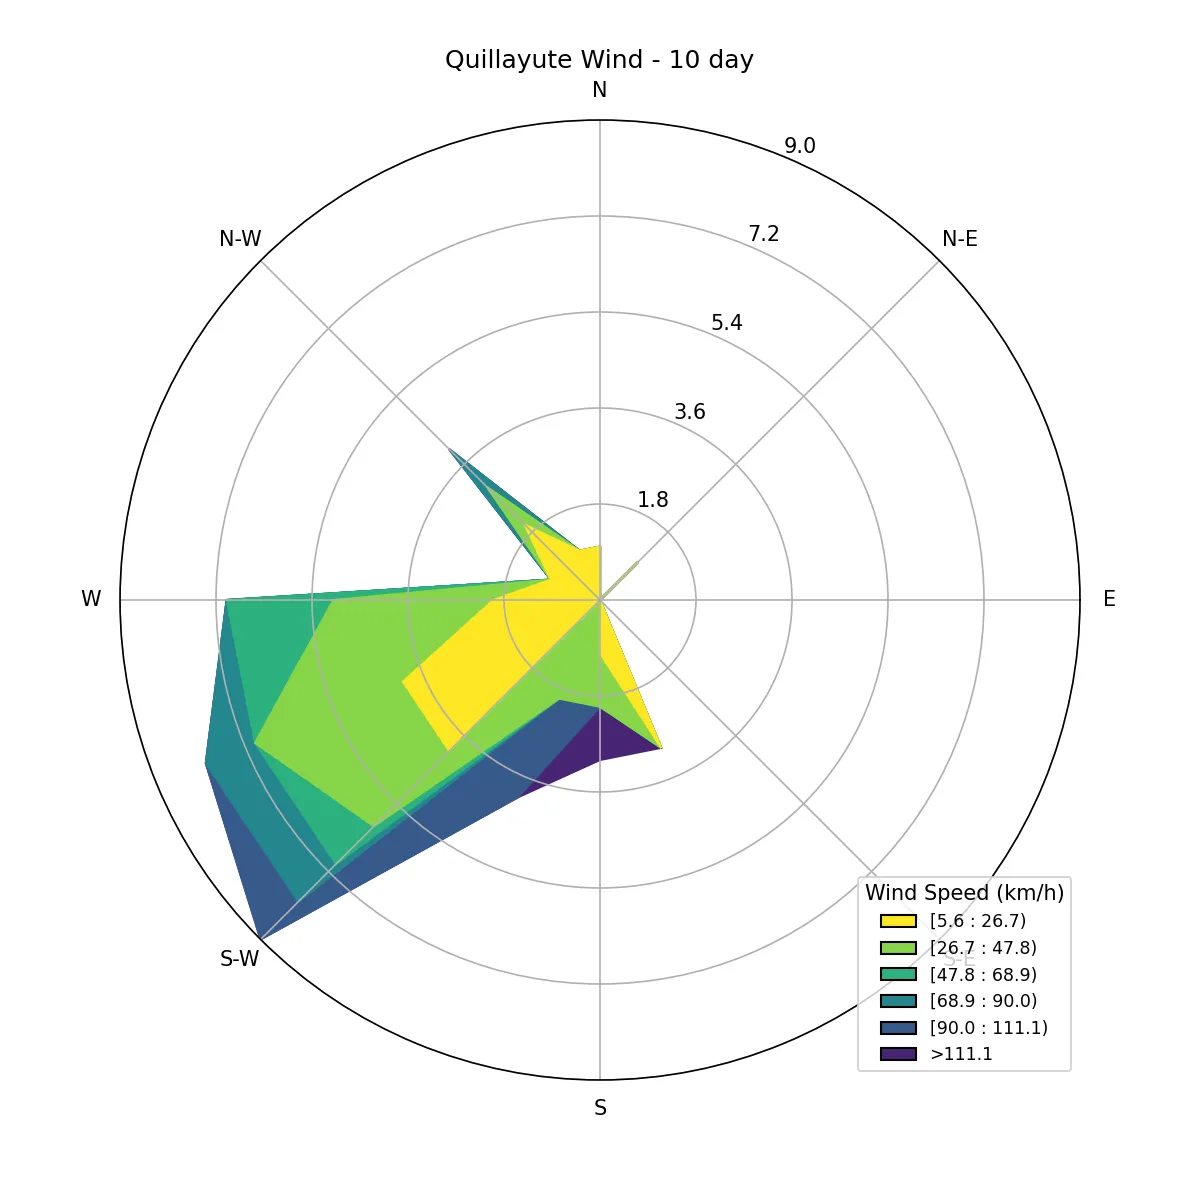 Quillayute Wind - 10 day
N
9.0
7.2
N-W
N-E
5.4
3.6
1.8
W
E
Wind Speed (km/h)
[5.6 : 26.7)
[26.7 : 47.8)
S-W
S-E
[47.8 : 68.9)
[68.9 : 90.0)
[90.0 : 111.1)
>111.1
S